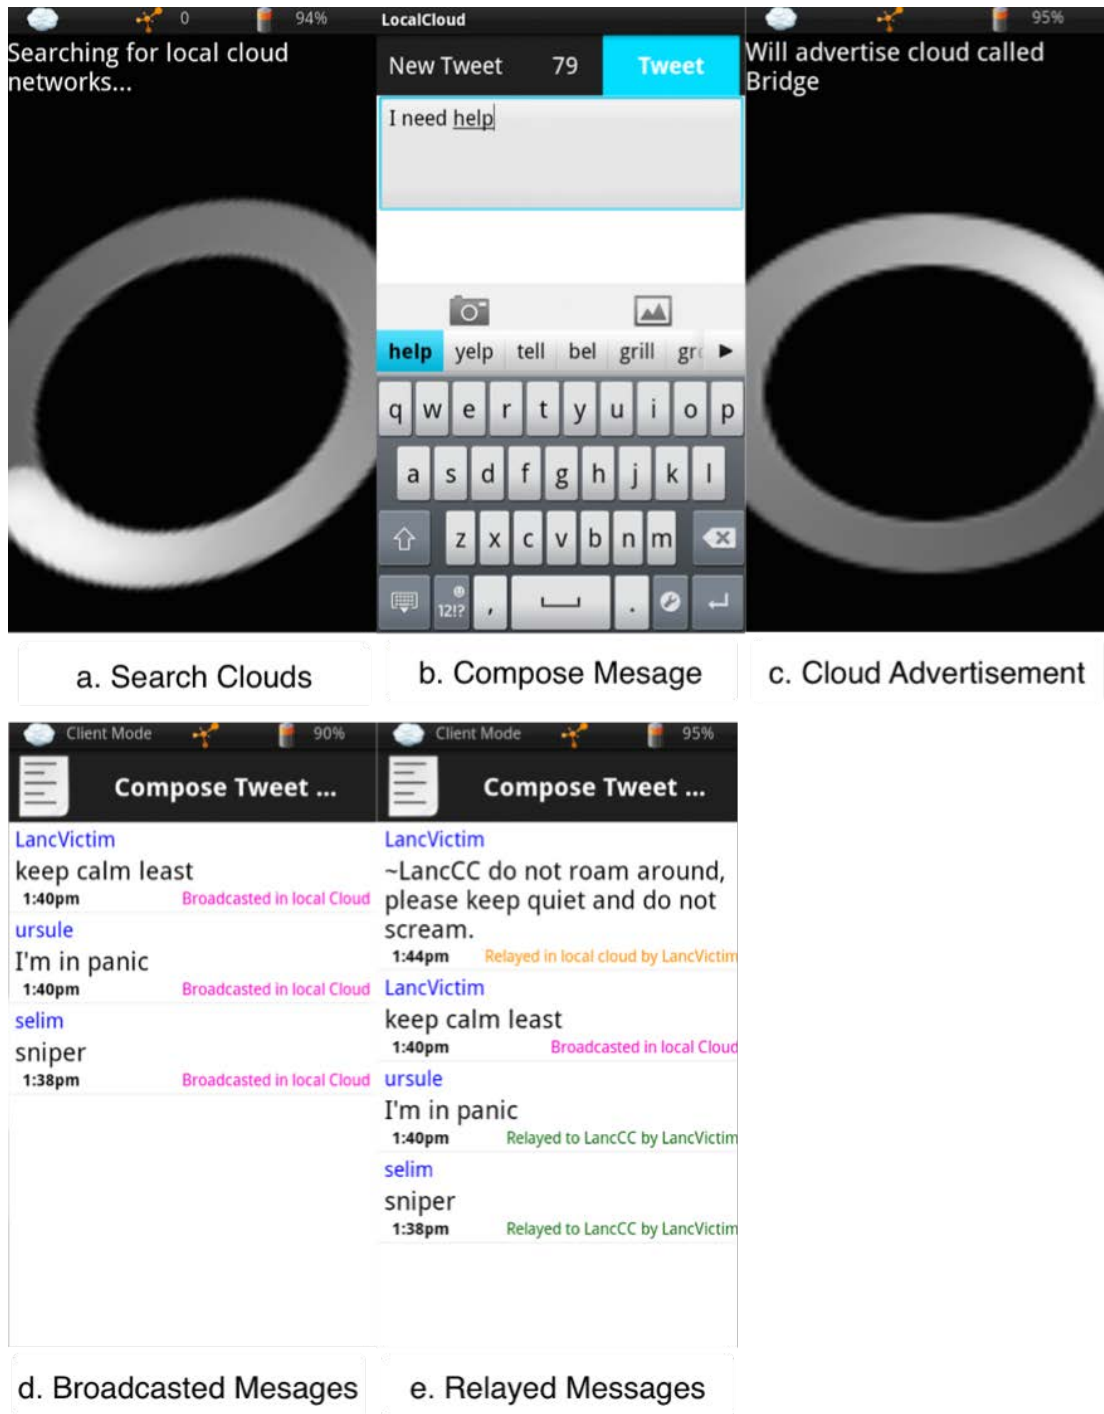 0 94%
Searching for local cloud
networks...
a. Search Clouds
LocalCloud
New Tweet 79 Tweet
I need help
help yelp tell bel grill
q w e r t y u i o p
a s d f g h j k l
z x c v b n m
12!? , .
b. Compose Mesage
95%
Will advertise cloud called
Bridge
c. Cloud Advertisement
Client Mode 90%
Compose Tweet ...
LancVictim
keep calm least
1:40pm Broadcasted in local Cloud
ursule
I'm in panic
1:40pm Broadcasted in local Cloud
selim
sniper
1:38pm Broadcasted in local Cloud
d. Broadcasted Mesages
Client Mode 95%
Compose Tweet ...
LancVictim
~LancCC do not roam around,
please keep quiet and do not
scream.
1:44pm Relayed in local cloud by LancVictim
LancVictim
keep calm least
1:40pm Broadcasted in local Cloud
ursule
I'm in panic
1:40pm Relayed to LancCC by LancVictim
selim
sniper
1:38pm Relayed to LancCC by LancVictim
e. Relayed Messages